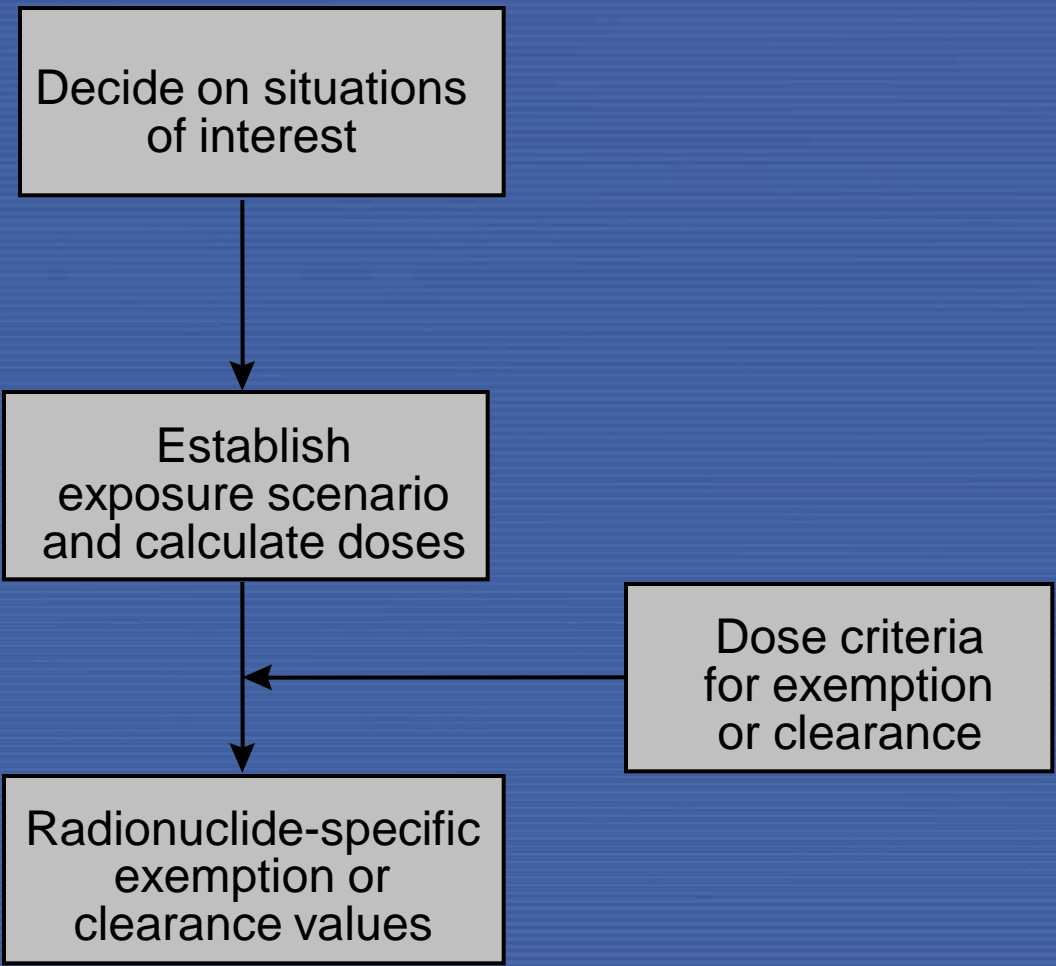 Decide on situations
of interest
Establish
exposure scenario
and calculate doses
Dose criteria
for exemption
or clearance
Radionuclide-specific
exemption or
clearance values